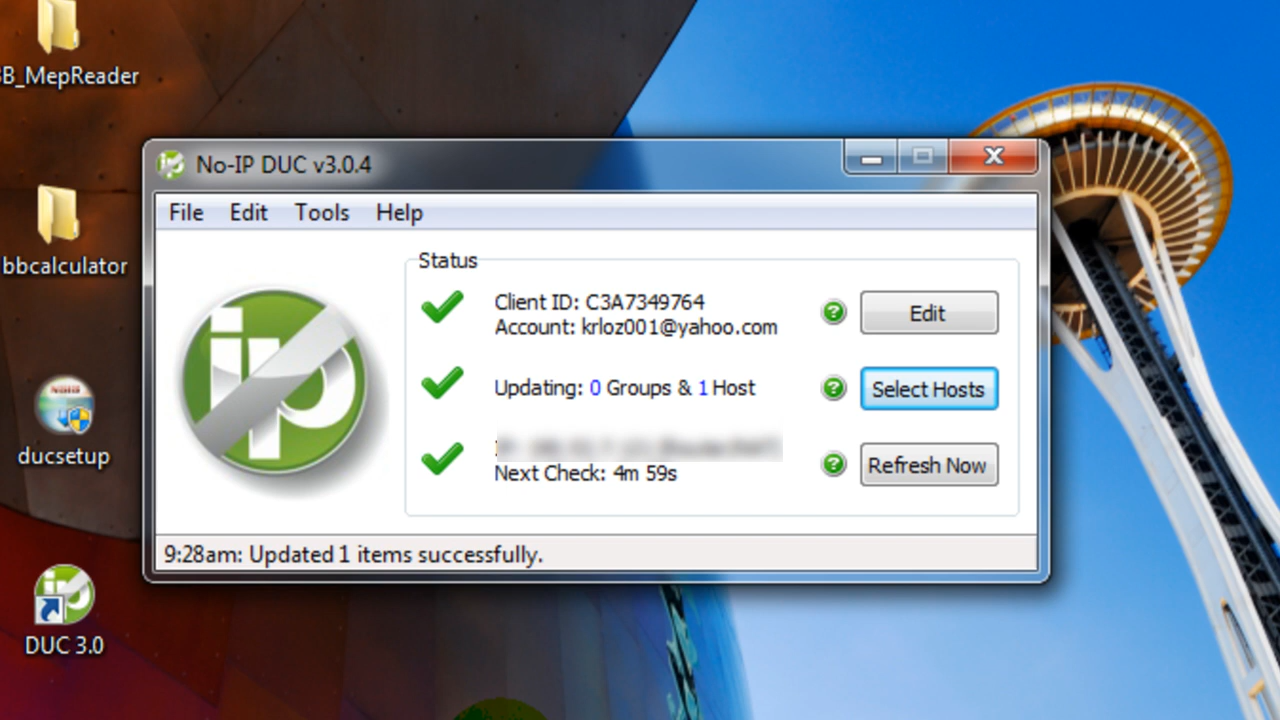 B_MepReader
No-IP DUC v3.0.4
File Edit Tools Help
bbcalculator
Status
Client ID: C3A7349764
Account: krloz001@yahoo.com
Edit
Updating: 0 Groups & 1 Host
Select Hosts
Next Check: 4m 59s
Refresh Now
ip
ducsetup
9:28am: Updated 1 items successfully.
DUC 3.0